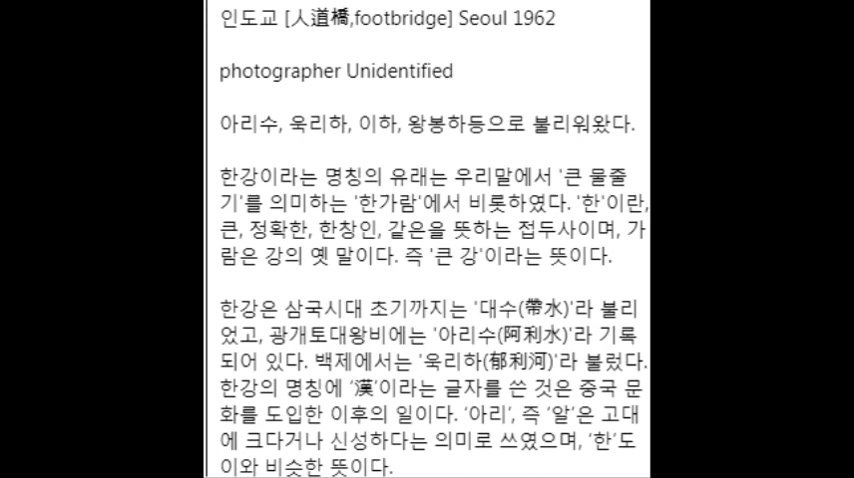 인도교 [人道橋,footbridge] Seoul 1962
photographer Unidentified
아리수, 욱리하, 이하, 왕봉하등으로 불리워왔다.
한강이라는 명칭의 유래는 우리말에서 '큰 물줄
기'를 의미하는 '한가람'에서 비롯하였다. '한'이란,
큰, 정확한, 한창인, 같은을 뜻하는 접두사이며, 가
람은 강의 옛 말이다. 즉 '큰 강'이라는 뜻이다.
한강은 삼국시대 초기까지는 '대수(帶水)'라 불리
었고, 광개토대왕비에는 '아리수(阿利水)'라 기록
되어 있다. 백제에서는 '욱리하(郁利河)'라 불렀다.
한강의 명칭에 ‘漢’이라는 글자를 쓴 것은 중국 문
화를 도입한 이후의 일이다. ‘아리’, 즉 ‘알’은 고대
에 크다거나 신성하다는 의미로 쓰였으며, ‘한’도
이와 비슷한 뜻이다.